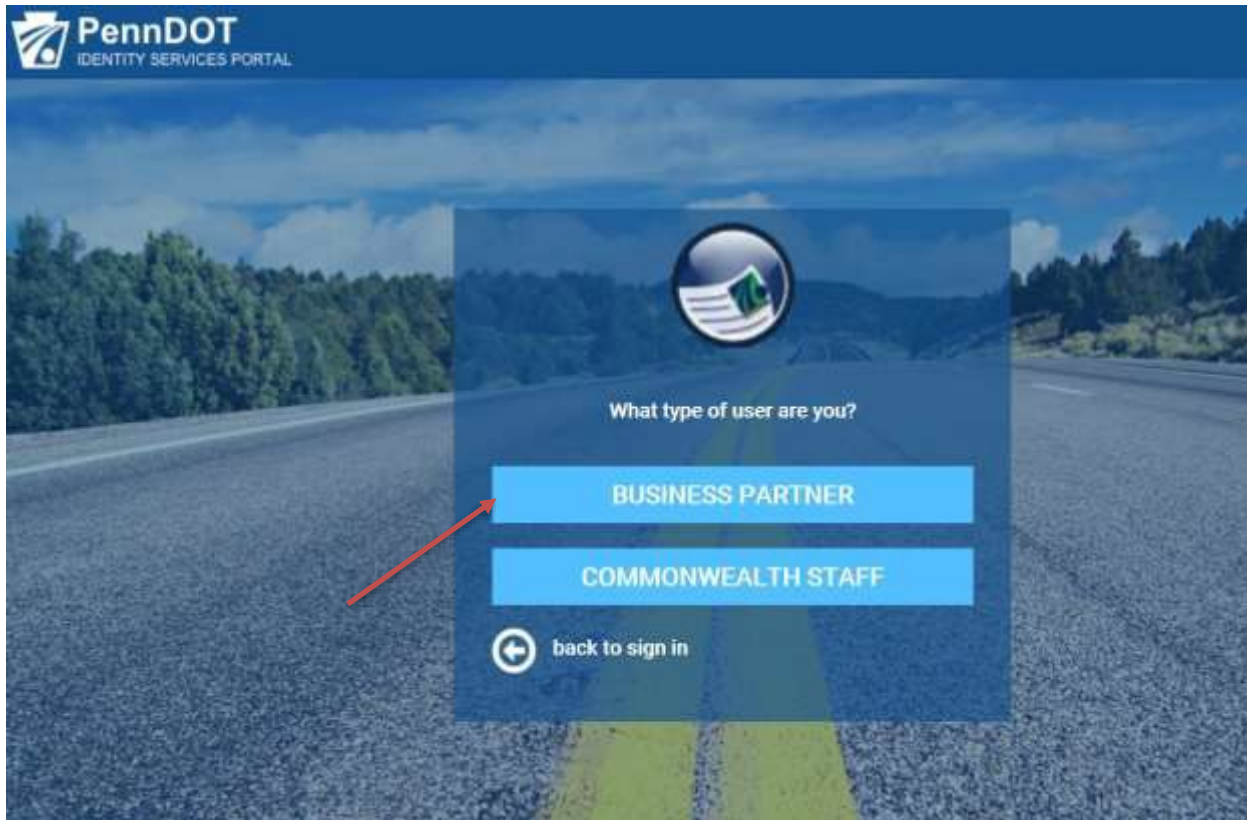 PennDOT
IDENTITY SERVICES PORTAL
What type of user are you?
BUSINESS PARTNER
COMMONWEALTH STAFF
back to sign in